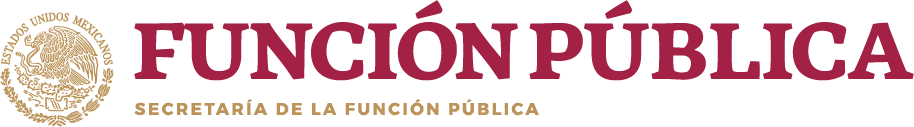 ESTADOS UNIDOS MEXICANOS
FUNCIÓN PÚBLICA
SECRETARÍA DE LA FUNCIÓN PÚBLICA